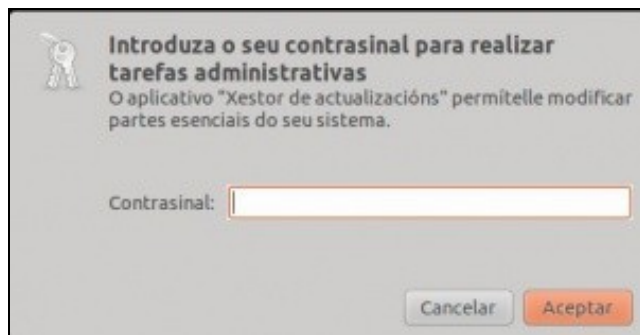 Introduza o seu contrasinal para realizar
tarefas administrativas
O aplicativo "Xestor de actualizacións" permítelle modificar
partes esenciais do seu sistema.
Contrasinal:
Cancelar
Aceptar